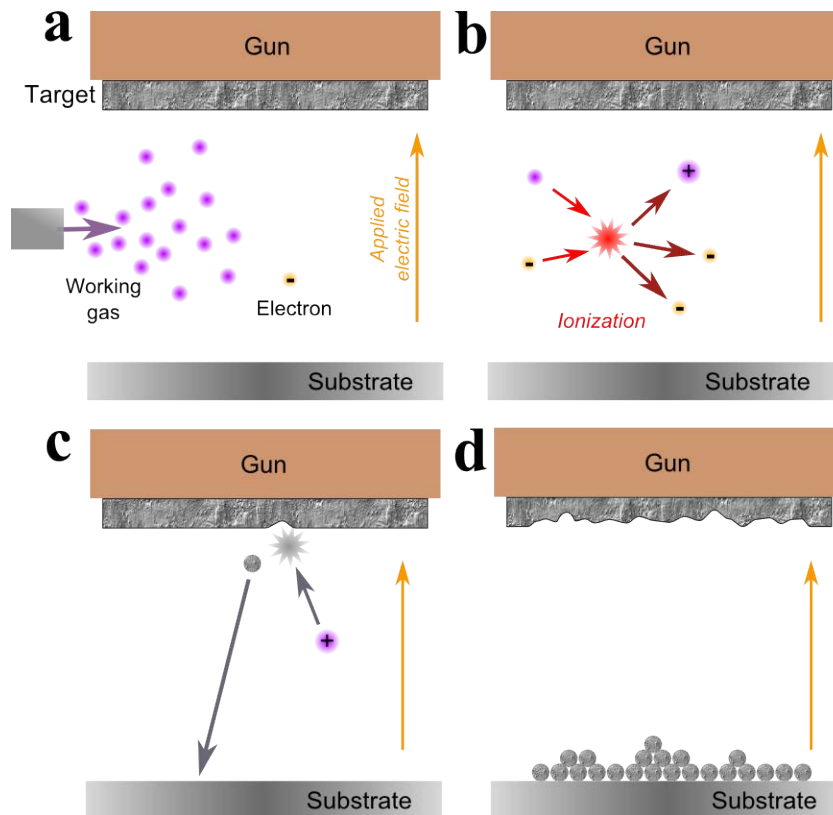 a
Gun
Target
Applied
electric field
Working
gas
-
Electron
Substrate
b
Gun
+
-
-
-
Ionization
Substrate
c
Gun
+
Substrate
d
Gun
Substrate